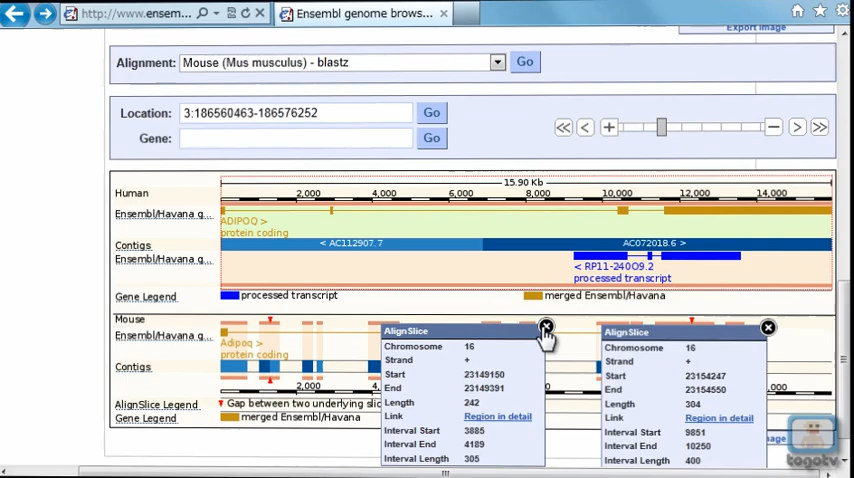 http://www.ensem...
Ensembl genome brows...
Export Image
Alignment: Mouse (Mus musculus) - blastz Go
Location: 3:186560463-186576252 Go
Gene: Go
15.90 Kb
Human 2,000 4,000 6,000 8,000 10,000 12,000 14,000
Ensembl/Havana g...
ADIPOQ >
protein coding
Contigs < AC112907.7 AC072018.6 >
Ensembl/Havana g...
< RP11-240O9.2
processed transcript
Gene Legend processed transcript merged Ensembl/Havana
Mouse
Ensembl/Havana g...
Adipoq >
protein coding
Contigs
2,000
AlignSlice Legend Gap between two underlying slic
Gene Legend merged Ensembl/Havana
AlignSlice
Chromosome 16
Strand +
Start 23149150
End 23149391
Length 242
Link Region in detail
Interval Start 3885
Interval End 4189
Interval Length 305
AlignSlice
Chromosome 16
Strand +
Start 23154247
End 23154550
Length 304
Link Region in detail
Interval Start 9851
Interval End 10250
Interval Length 400
togotv